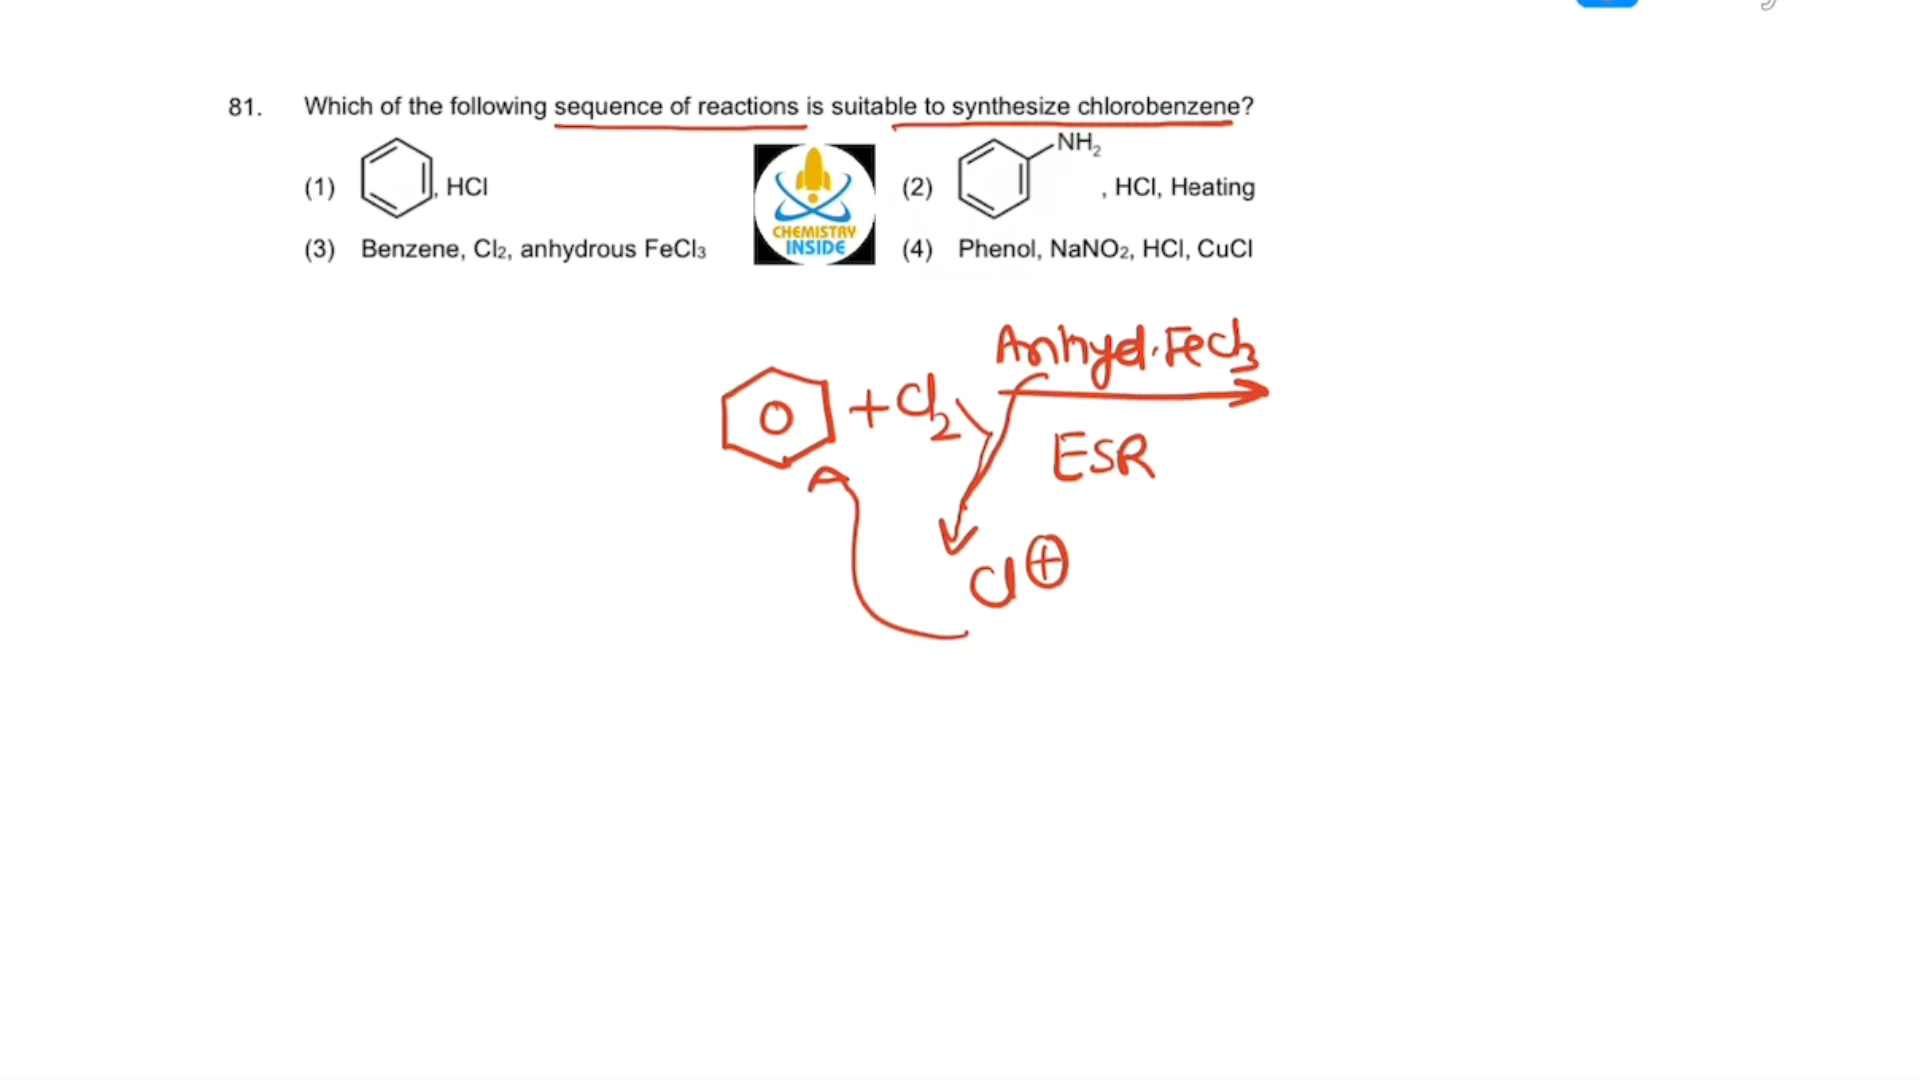 81. Which of the following sequence of reactions is suitable to synthesize chlorobenzene?
(1) , HCl
(2) NH₂ , HCl, Heating
(3) Benzene, Cl₂, anhydrous FeCl₃
(4) Phenol, NaNO₂, HCl, CuCl
CHEMISTRY
INSIDE
Anhyd. FeCl₃
+ Cl₂
ESR
Cl⊕